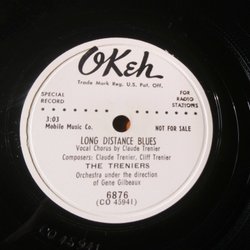 OKeh
Trade Mark Reg. U.S. Pat. Off.
SPECIAL
RECORD
FOR
RADIO
STATIONS
3:03
Mobile Music Co.
NOT FOR SALE
LONG DISTANCE BLUES
Vocal Chorus by Claude Trenier
Composers: Claude Trenier, Cliff Trenier
THE TRENIERS
Orchestra under the direction
of Gene Gilbeaux
6876
(CO 45941)